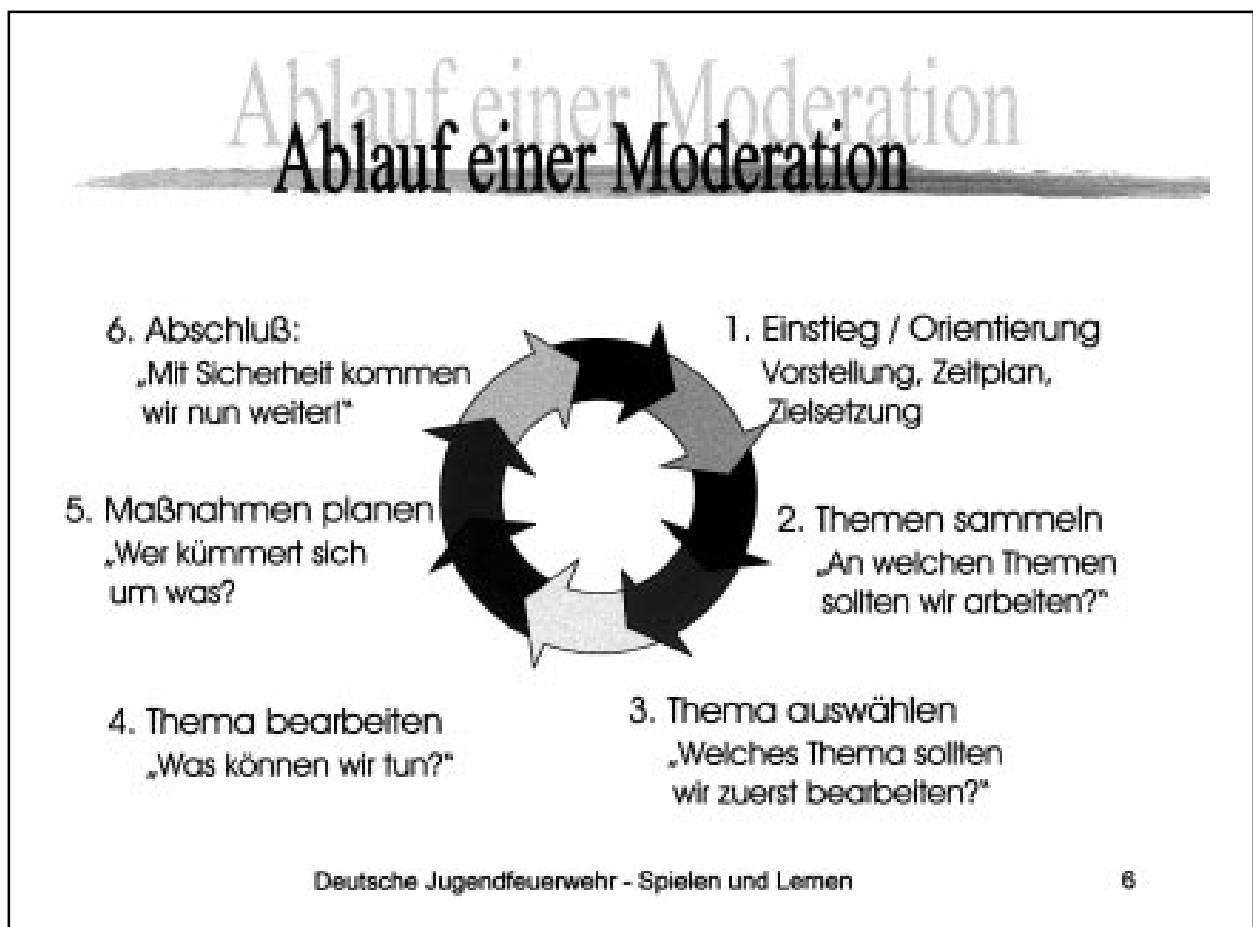 Ablauf einer Moderation
Ablauf einer Moderation
1. Einstieg / Orientierung
Vorstellung, Zeitplan,
Zielsetzung
2. Themen sammeln
„An welchen Themen
sollten wir arbeiten?“
3. Thema auswählen
„Welches Thema sollten
wir zuerst bearbeiten?“
4. Thema bearbeiten
„Was können wir tun?“
5. Maßnahmen planen
„Wer kümmert sich
um was?
6. Abschluß:
„Mit Sicherheit kommen
wir nun weiter!“
Deutsche Jugendfeuerwehr - Spielen und Lernen
6